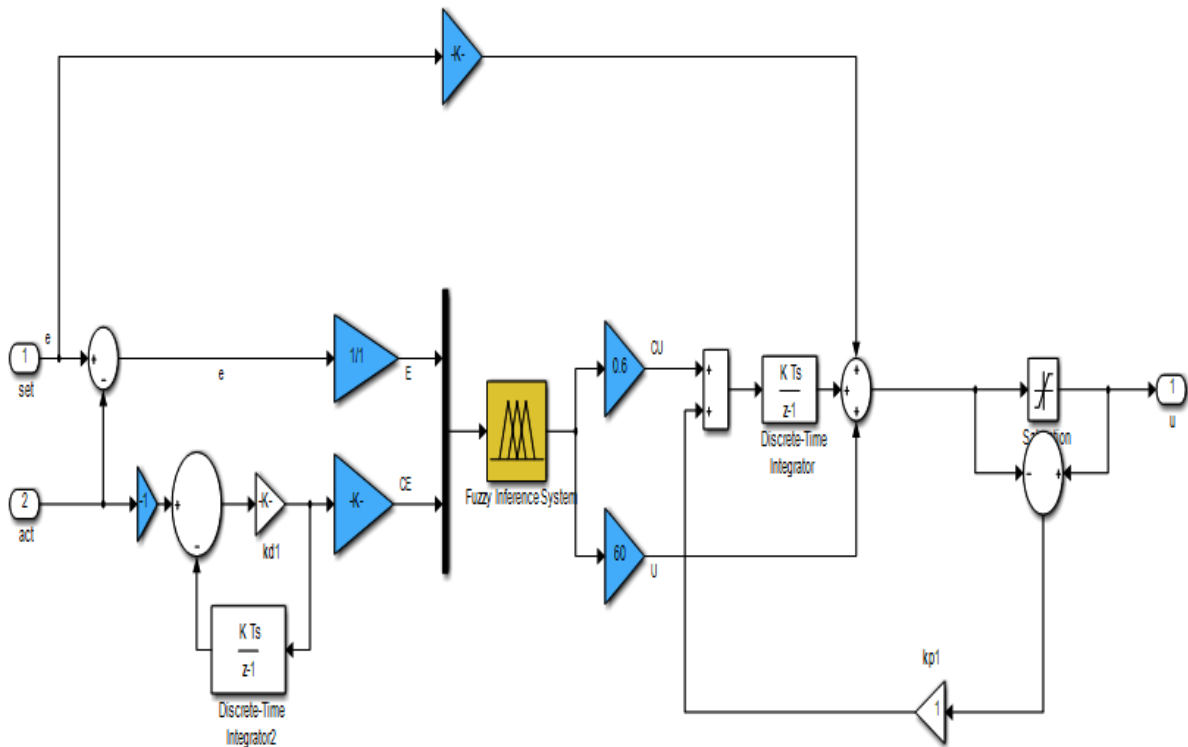 -K-
e
1
set
+
-
e
1/1
E
2
act
-1
+
-
-K-
kd1
-K-
CE
K Ts
z-1
Discrete-Time
Integrator2
Fuzzy Inference System
0.6
CU
60
U
+
+
K Ts
z-1
Discrete-Time
Integrator
+
+
+
-
+
1
u
kp1
1